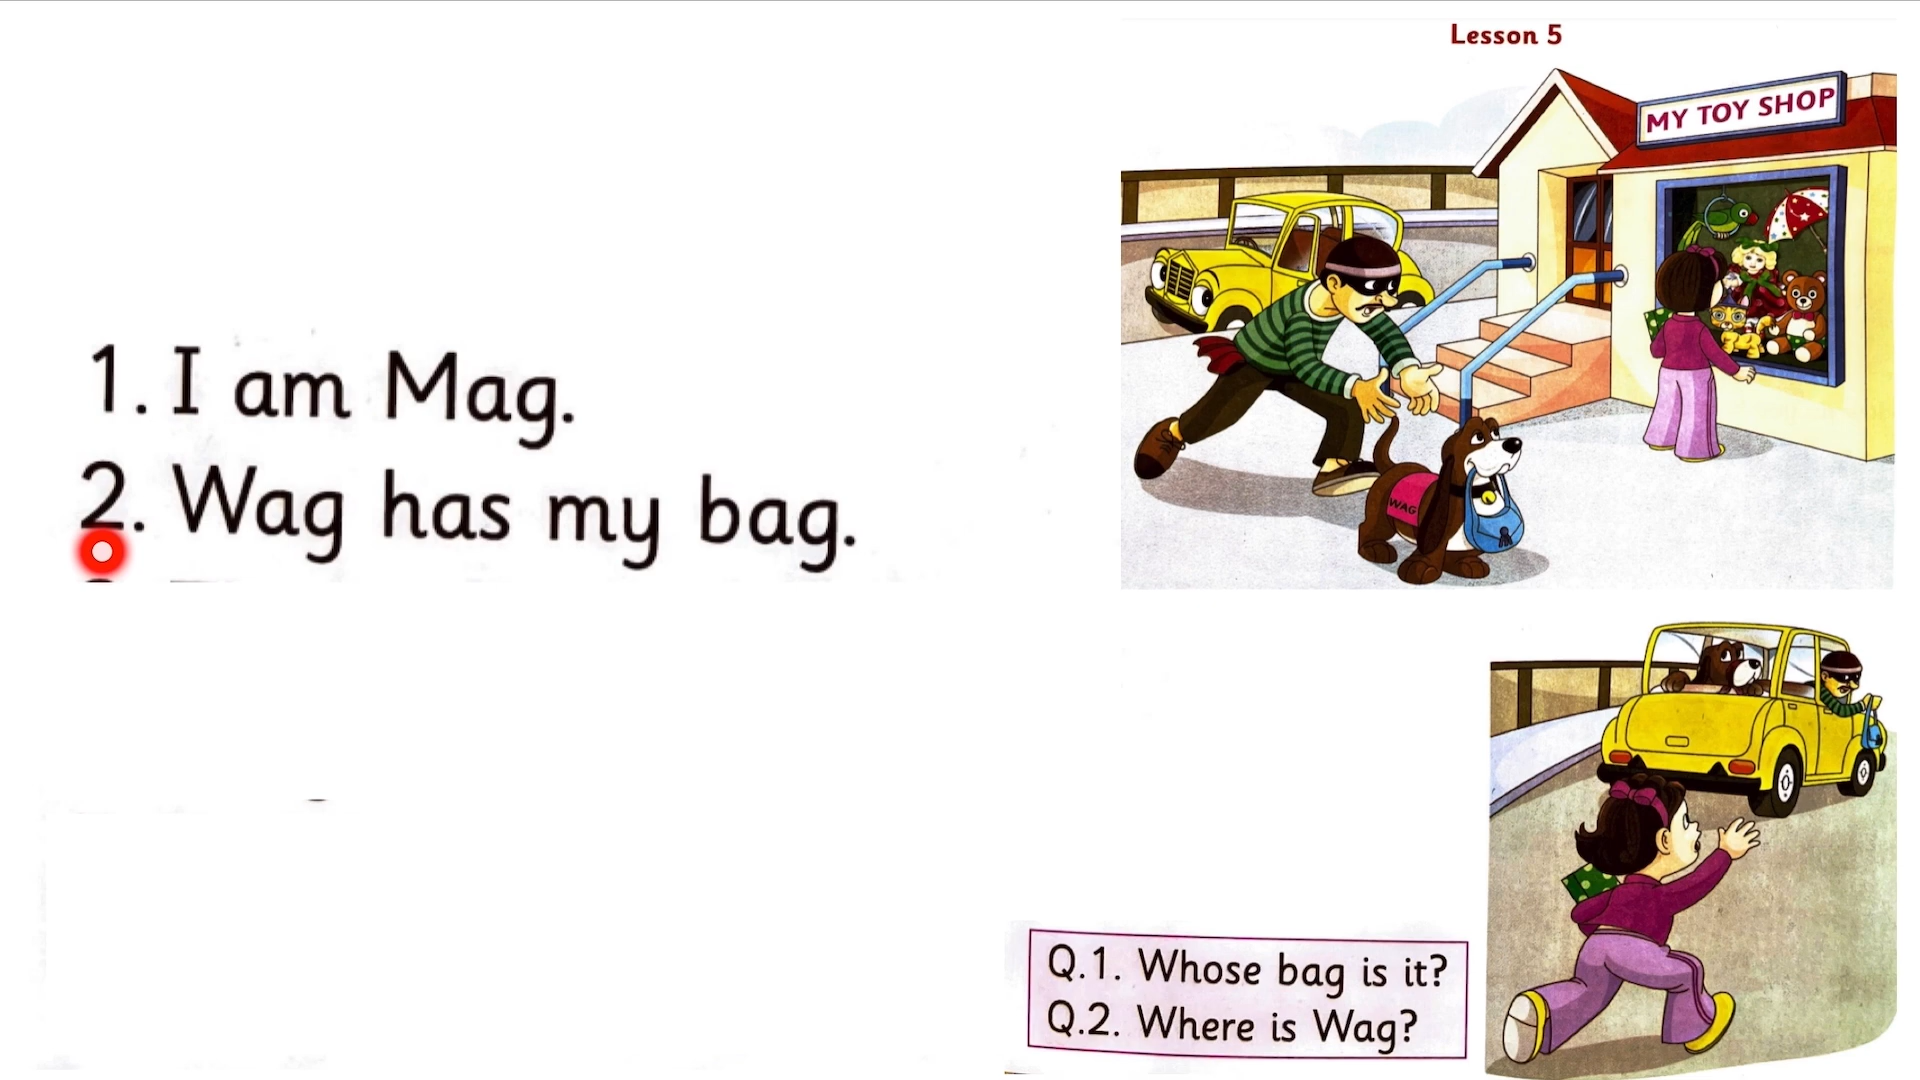 Lesson 5
MY TOY SHOP
WAG
1. I am Mag.
2. Wag has my bag.
Q.1. Whose bag is it?
Q.2. Where is Wag?